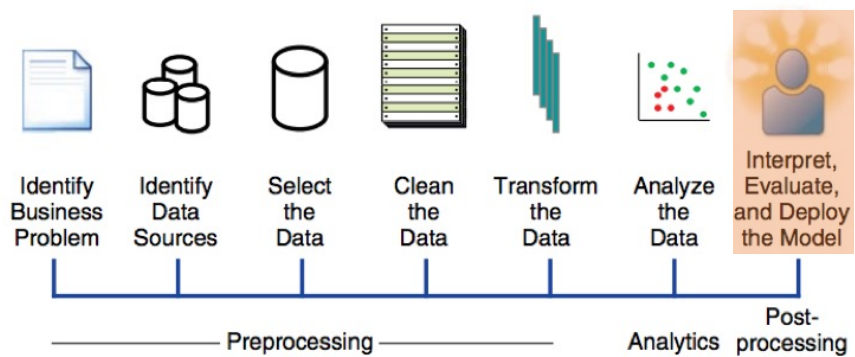 Identify
Business
Problem
Identify
Data
Sources
Select
the
Data
Clean
the
Data
Transform
the
Data
Analyze
the
Data
Interpret,
Evaluate,
and Deploy
the Model
Preprocessing
Analytics
Post-
processing